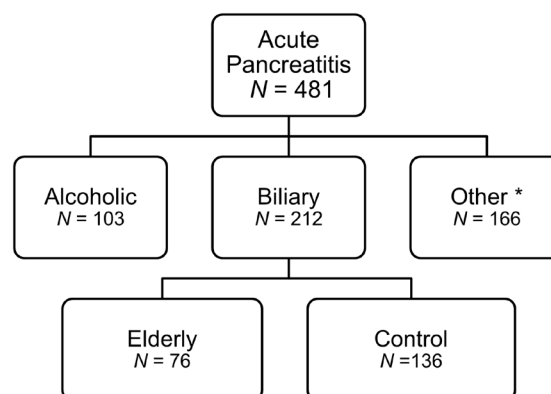 Acute
Pancreatitis
N = 481
Alcoholic
N = 103
Biliary
N = 212
Other *
N = 166
Elderly
N = 76
Control
N =136